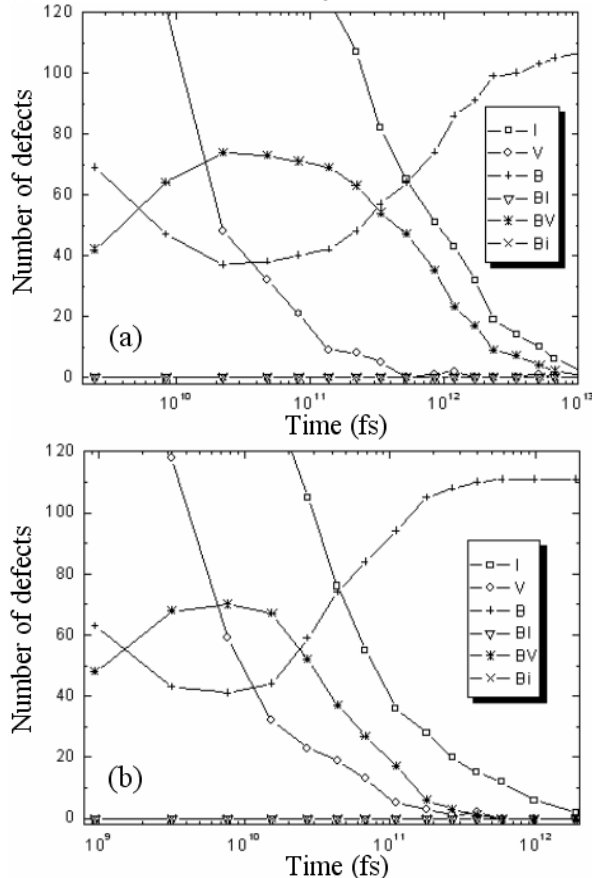 120
100
80
60
40
20
0
Number of defects
I
V
B
BI
BV
Bi
(a)
10^10 10^11 10^12 10^13
Time (fs)
120
100
80
60
40
20
0
Number of defects
I
V
B
BI
BV
Bi
(b)
10^9 10^10 10^11 10^12
Time (fs)